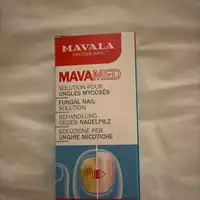 MAVALA
SWITZERLAND
MAVAMED
SOLUTION POUR
ONGLES MYCOSÉS
FUNGAL NAIL
SOLUTION
BEHANDLUNG
GEGEN NAGELPILZ
SOLUZIONE PER
UNGHIE MICOTICHE